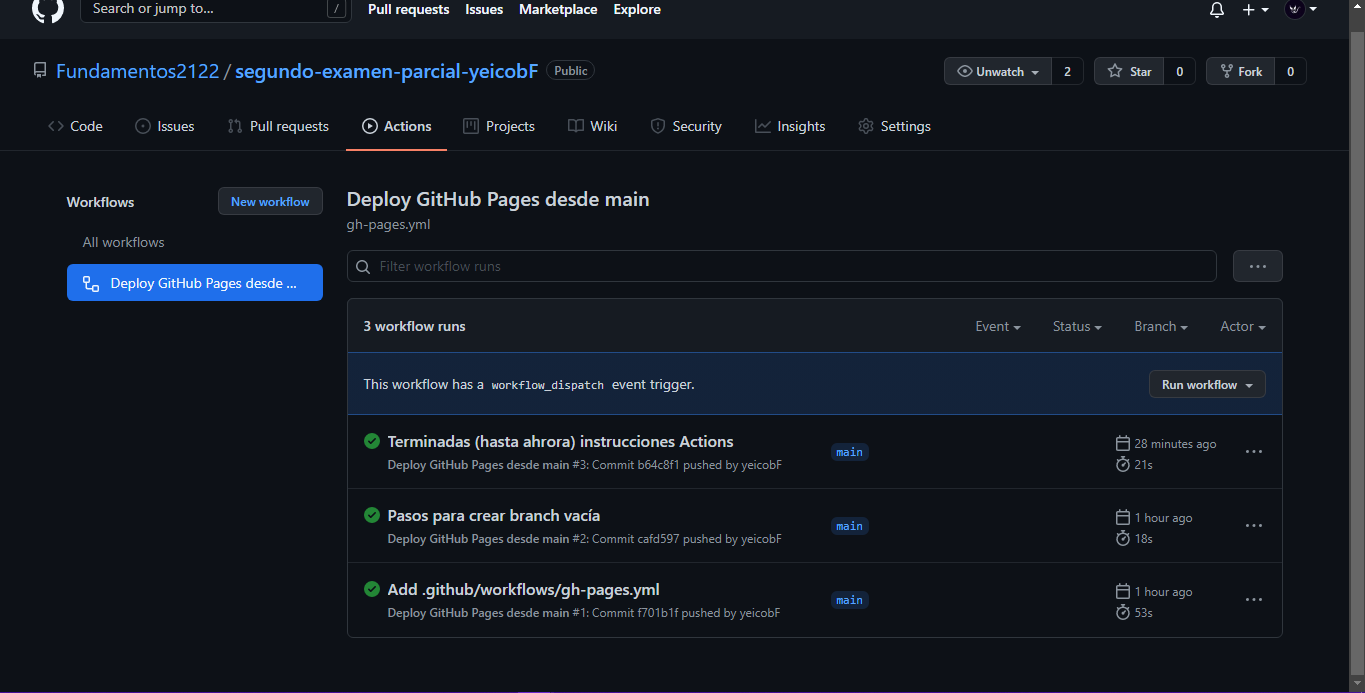 Search or jump to... /
Pull requests Issues Marketplace Explore
Fundamentos2122 / segundo-examen-parcial-yeicobF Public
Unwatch 2 Star 0 Fork 0
Code Issues Pull requests Actions Projects Wiki Security Insights Settings
Workflows New workflow
All workflows
Deploy GitHub Pages desde ...
Deploy GitHub Pages desde main
gh-pages.yml
Filter workflow runs
3 workflow runs Event Status Branch Actor
This workflow has a workflow_dispatch event trigger. Run workflow
Terminadas (hasta ahrora) instrucciones Actions
Deploy GitHub Pages desde main #3: Commit b64c8f1 pushed by yeicobF
main
28 minutes ago
21s
Pasos para crear branch vacía
Deploy GitHub Pages desde main #2: Commit cafd597 pushed by yeicobF
main
1 hour ago
18s
Add .github/workflows/gh-pages.yml
Deploy GitHub Pages desde main #1: Commit f701b1f pushed by yeicobF
main
1 hour ago
53s